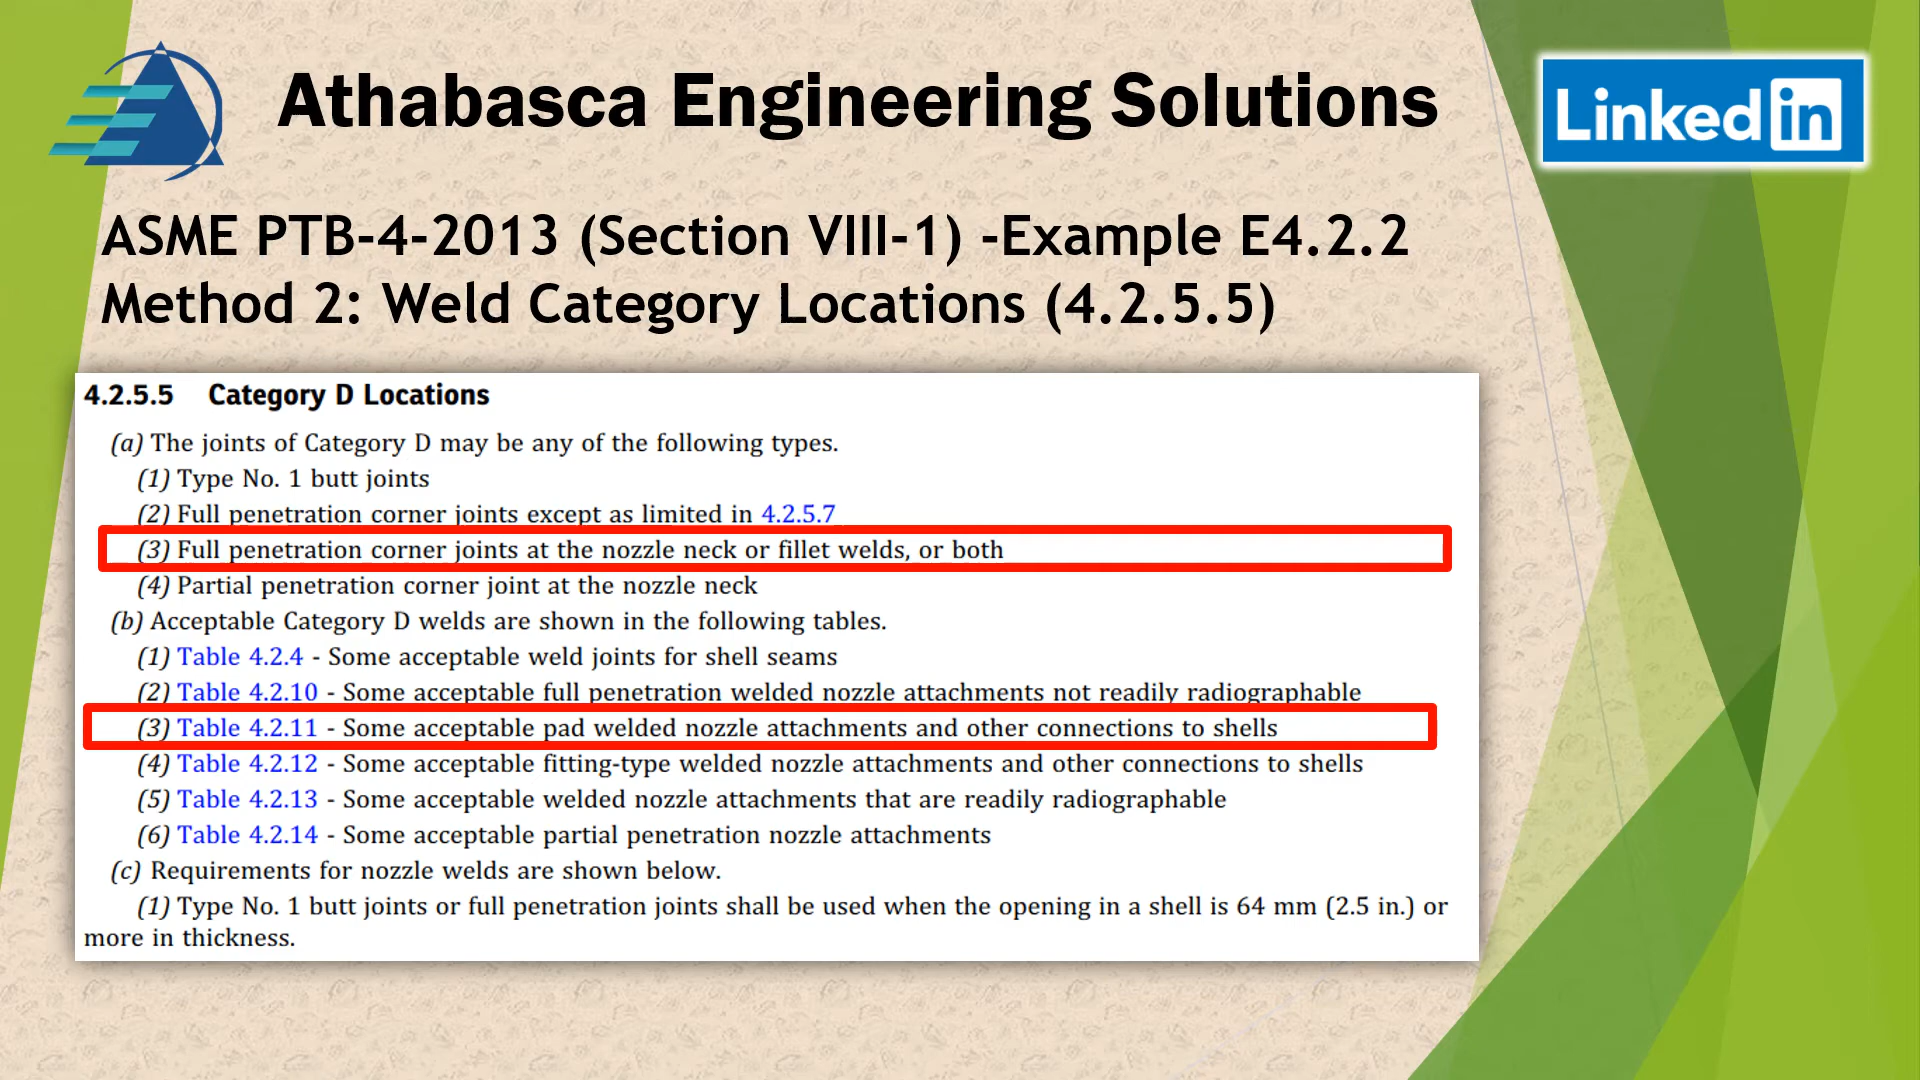 Athabasca Engineering Solutions
Linkedin
ASME PTB-4-2013 (Section VIII-1) -Example E4.2.2
Method 2: Weld Category Locations (4.2.5.5)
4.2.5.5 Category D Locations
(a) The joints of Category D may be any of the following types.
(1) Type No. 1 butt joints
(2) Full penetration corner joints except as limited in 4.2.5.7
(3) Full penetration corner joints at the nozzle neck or fillet welds, or both
(4) Partial penetration corner joint at the nozzle neck
(b) Acceptable Category D welds are shown in the following tables.
(1) Table 4.2.4 - Some acceptable weld joints for shell seams
(2) Table 4.2.10 - Some acceptable full penetration welded nozzle attachments not readily radiographable
(3) Table 4.2.11 - Some acceptable pad welded nozzle attachments and other connections to shells
(4) Table 4.2.12 - Some acceptable fitting-type welded nozzle attachments and other connections to shells
(5) Table 4.2.13 - Some acceptable welded nozzle attachments that are readily radiographable
(6) Table 4.2.14 - Some acceptable partial penetration nozzle attachments
(c) Requirements for nozzle welds are shown below.
(1) Type No. 1 butt joints or full penetration joints shall be used when the opening in a shell is 64 mm (2.5 in.) or
more in thickness.